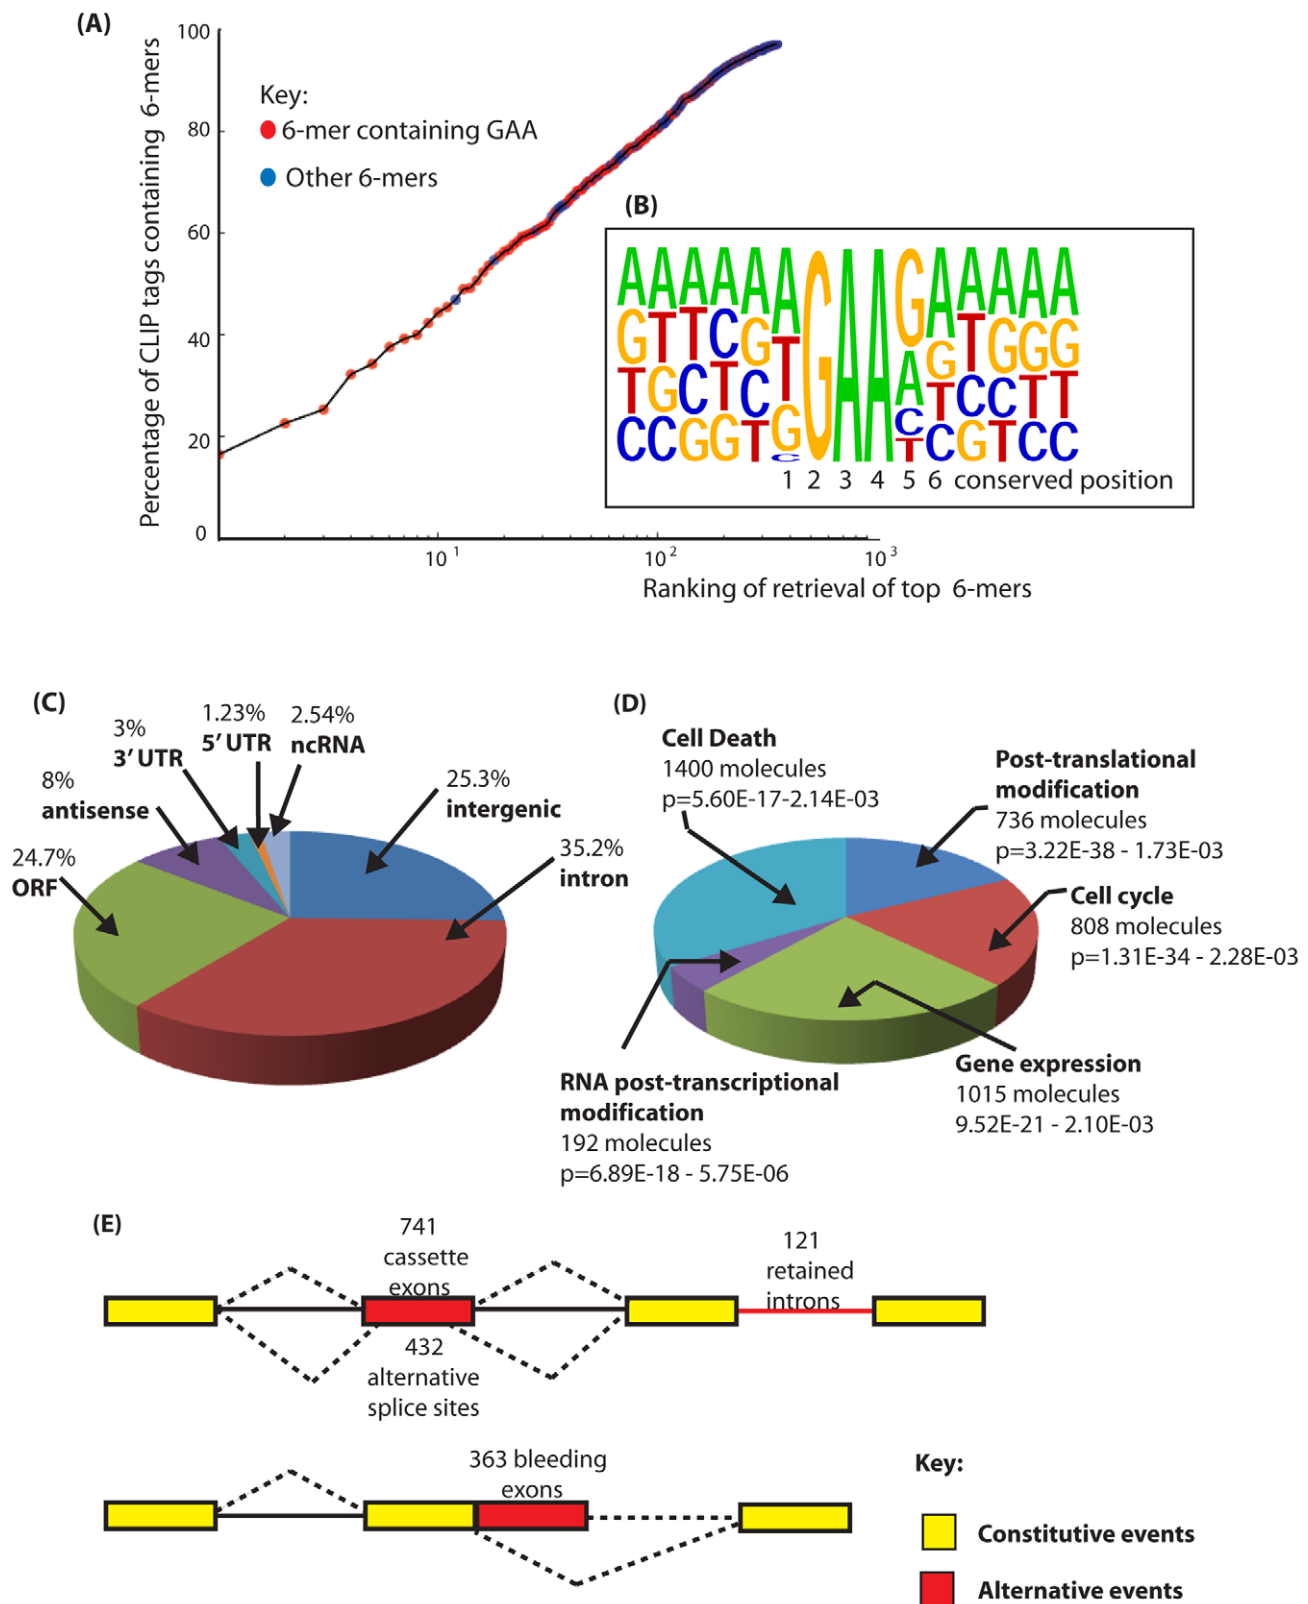 (A)
Percentage of CLIP tags containing 6-mers
100
80
60
40
20
0
Key:
6-mer containing GAA
Other 6-mers
10 1
10 2
10 3
Ranking of retrieval of top 6-mers
(B)
AAAAAAGAAGAAAAA
GTTCGTAGTGGG
TGCTCGCTCCTT
CCGGTCTCGTCC
1 2 3 4 5 6 conserved position
(C)
3%
3' UTR
1.23%
5' UTR
2.54%
ncRNA
8%
antisense
25.3%
intergenic
24.7%
ORF
35.2%
intron
(D)
Cell Death
1400 molecules
p=5.60E-17-2.14E-03
Post-translational
modification
736 molecules
p=3.22E-38 - 1.73E-03
Cell cycle
808 molecules
p=1.31E-34 - 2.28E-03
Gene expression
1015 molecules
9.52E-21 - 2.10E-03
RNA post-transcriptional
modification
192 molecules
p=6.89E-18 - 5.75E-06
(E)
741
cassette
exons
121
retained
introns
432
alternative
splice sites
363 bleeding
exons
Key:
Constitutive events
Alternative events